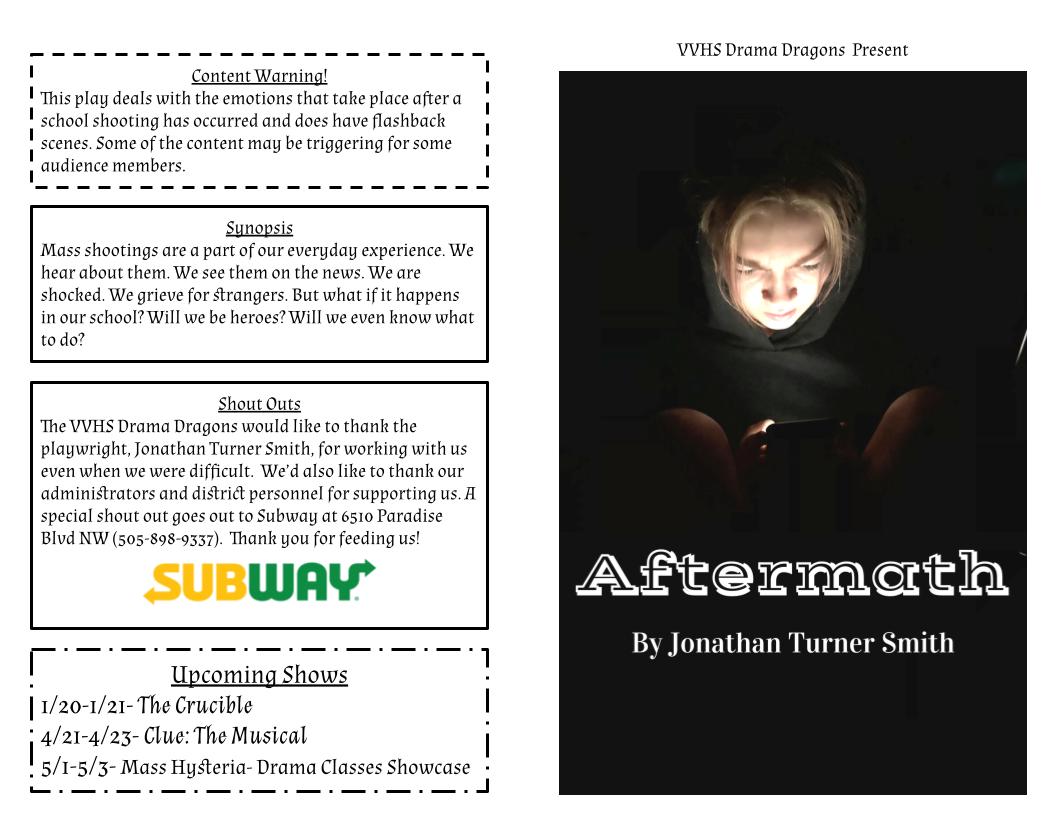 Content Warning!
This play deals with the emotions that take place after a
school shooting has occurred and does have flashback
scenes. Some of the content may be triggering for some
audience members.
Synopsis
Mass shootings are a part of our everyday experience. We
hear about them. We see them on the news. We are
shocked. We grieve for strangers. But what if it happens
in our school? Will we be heroes? Will we even know what
to do?
Shout Outs
The VVHS Drama Dragons would like to thank the
playwright, Jonathan Turner Smith, for working with us
even when we were difficult.  We'd also like to thank our
administrators and district personnel for supporting us. A
special shout out goes out to Subway at 6510 Paradise
Blvd NW (505-898-9337).  Thank you for feeding us!
SUBWAY®
Upcoming Shows
1/20-1/21- The Crucible
4/21-4/23- Clue: The Musical
5/1-5/3- Mass Hysteria- Drama Classes Showcase
VVHS Drama Dragons  Present
Aftermath
By Jonathan Turner Smith